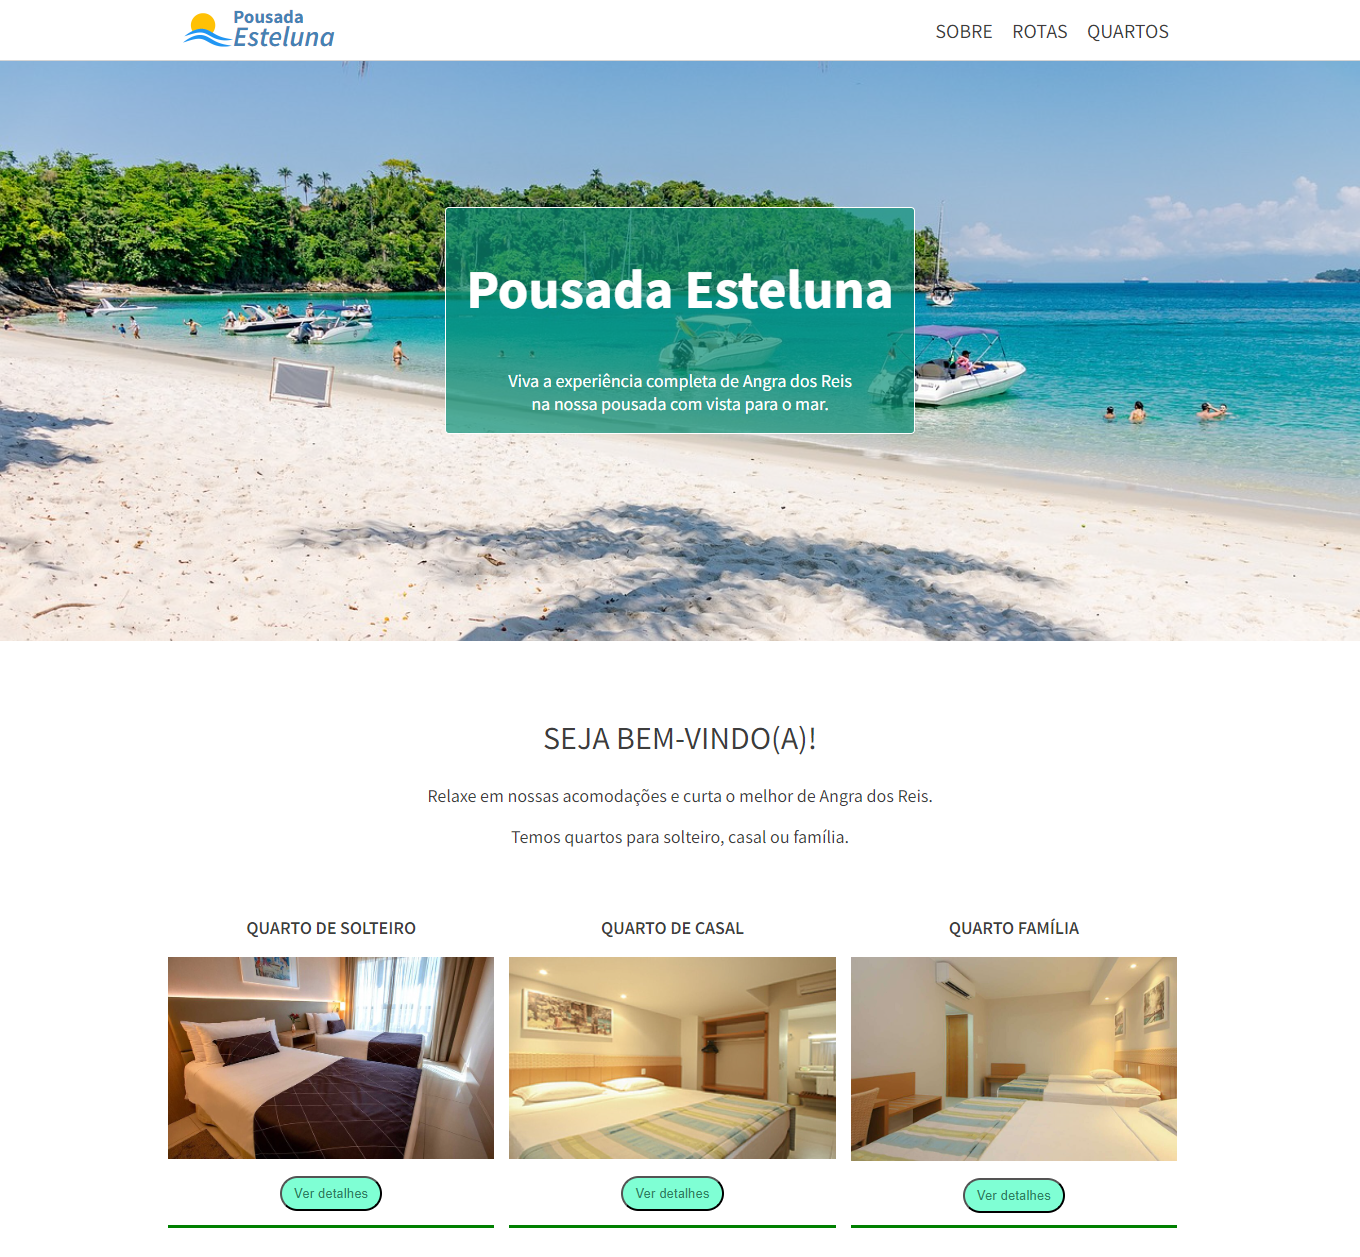 Pousada
Esteluna
SOBRE ROTAS QUARTOS
Pousada Esteluna
Viva a experiência completa de Angra dos Reis
na nossa pousada com vista para o mar.
SEJA BEM-VINDO(A)!
Relaxe em nossas acomodações e curta o melhor de Angra dos Reis.
Temos quartos para solteiro, casal ou família.
QUARTO DE SOLTEIRO
QUARTO DE CASAL
QUARTO FAMÍLIA
Ver detalhes
Ver detalhes
Ver detalhes